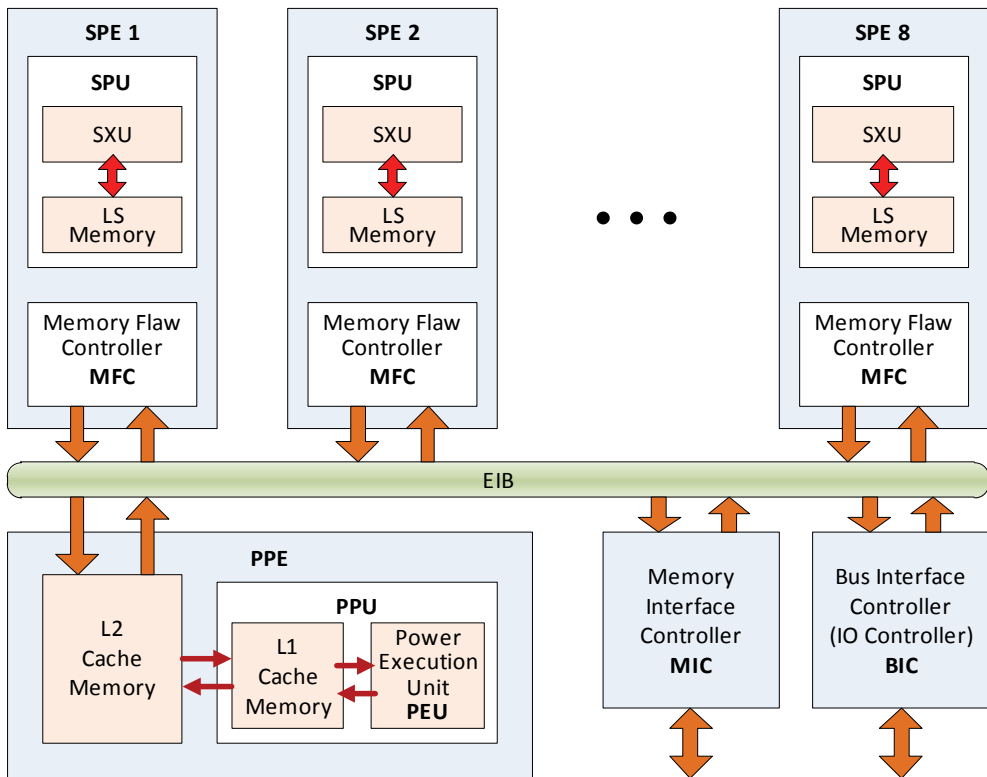 SPE 1
SPU
SXU
LS
Memory
Memory Flaw
Controller
MFC
SPE 2
SPU
SXU
LS
Memory
Memory Flaw
Controller
MFC
SPE 8
SPU
SXU
LS
Memory
Memory Flaw
Controller
MFC
EIB
PPE
L2
Cache
Memory
PPU
L1
Cache
Memory
Power
Execution
Unit
PEU
Memory
Interface
Controller
MIC
Bus Interface
Controller
(IO Controller)
BIC